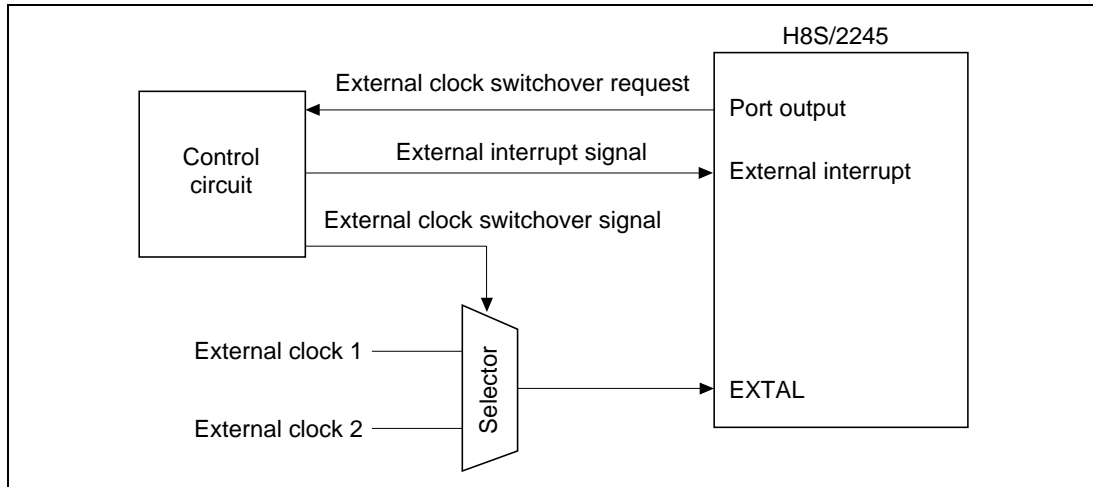 H8S/2245
External clock switchover request
Port output
Control
circuit
External interrupt signal
External interrupt
External clock switchover signal
External clock 1
Selector
EXTAL
External clock 2